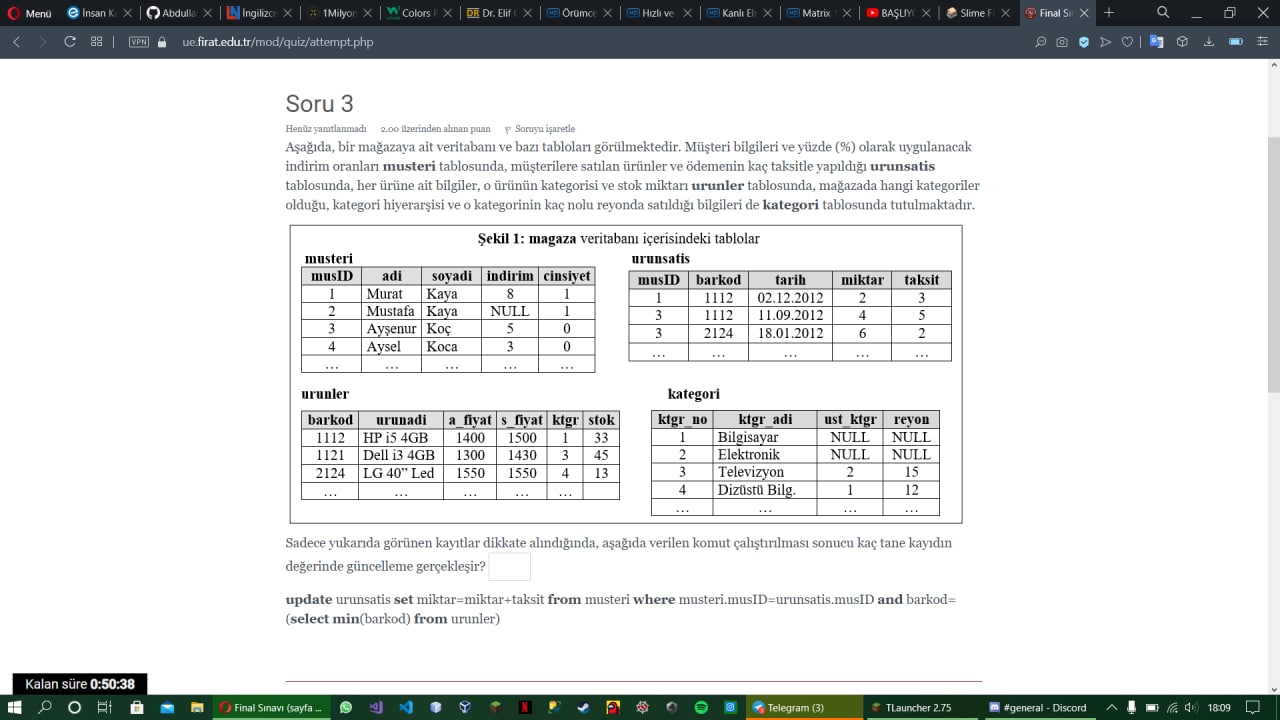 Menü İnsan K Abdulla İngilizce 1Milyon Colors F Dr. Elif Örümce Hızlı ve Kanlı El Matrix BAŞLIYO Slime F Final Sı
VPN ue.firat.edu.tr/mod/quiz/attempt.php
Soru 3
Henüz yanıtlanmadı 2.00 üzerinden alınan puan Soruyu işaretle
Aşağıda, bir mağazaya ait veritabanı ve bazı tabloları görülmektedir. Müşteri bilgileri ve yüzde (%) olarak uygulanacak
indirim oranları musteri tablosunda, müşterilere satılan ürünler ve ödemenin kaç taksitle yapıldığı urunsatis
tablosunda, her ürüne ait bilgiler, o ürünün kategorisi ve stok miktarı urunler tablosunda, mağazada hangi kategoriler
olduğu, kategori hiyerarşisi ve o kategorinin kaç nolu reyonda satıldığı bilgileri de kategori tablosunda tutulmaktadır.
Şekil 1: magaza veritabanı içerisindeki tablolar
musteri
musID adi soyadi indirim cinsiyet
1 Murat Kaya 8 1
2 Mustafa Kaya NULL 1
3 Ayşenur Koç 5 0
4 Aysel Koca 3 0
… … … … …
urunsatis
musID barkod tarih miktar taksit
1 1112 02.12.2012 2 3
3 1112 11.09.2012 4 5
3 2124 18.01.2012 6 2
… … … … …
urunler
barkod urunadi a_fiyat s_fiyat ktgr stok
1112 HP i5 4GB 1400 1500 1 33
1121 Dell i3 4GB 1300 1430 3 45
2124 LG 40” Led 1550 1550 4 13
… … … … …
kategori
ktgr_no ktgr_adi ust_ktgr reyon
1 Bilgisayar NULL NULL
2 Elektronik NULL NULL
3 Televizyon 2 15
4 Dizüstü Bilg. 1 12
… … … …
Sadece yukarıda görünen kayıtlar dikkate alındığında, aşağıda verilen komut çalıştırılması sonucu kaç tane kayıdın
değerinde güncelleme gerçekleşir?
update urunsatis set miktar=miktar+taksit from musteri where musteri.musID=urunsatis.musID and barkod=
(select min(barkod) from urunler)
Kalan süre 0:50:38
Final Sınavı (sayfa ... Telegram (3) TLauncher 2.75 #general - Discord 18:09